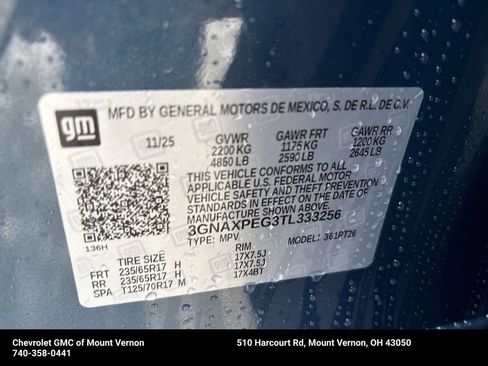 gm
MFD BY GENERAL MOTORS DE MEXICO, S. DE R.L. DE C.V.
11/25 GVWR GAWR FRT GAWR RR
2200 KG 1175 KG 1200 KG
4850 LB 2590 LB 2645 LB
THIS VEHICLE CONFORMS TO ALL
APPLICABLE U.S. FEDERAL MOTOR
VEHICLE SAFETY AND THEFT PREVENTION
STANDARDS IN EFFECT ON THE DATE OF
MANUFACTURE SHOWN ABOVE.
3GNAXPEG3TL333256
TYPE: MPV. MODEL: 361PT26
136H
TIRE SIZE RIM
FRT 235/65R17 H 17X7.5J
RR 235/65R17 H 17X7.5J
SPA T125/70R17 M 17X4BT
Chevrolet GMC of Mount Vernon 510 Harcourt Rd, Mount Vernon, OH 43050
740-358-0441